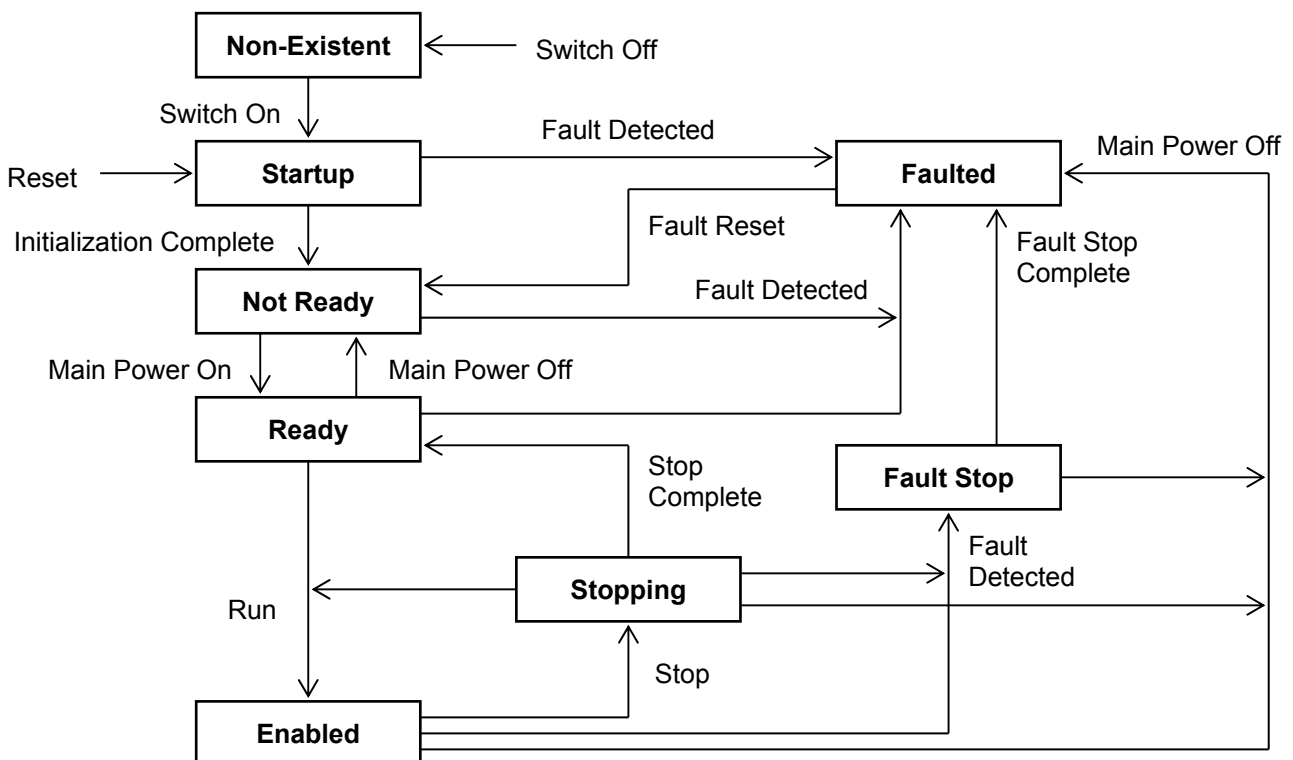 Non-Existent
Switch Off
Switch On
Fault Detected
Main Power Off
Reset
Startup
Faulted
Initialization Complete
Fault Reset
Fault Stop
Complete
Not Ready
Fault Detected
Main Power On
Main Power Off
Ready
Stop
Complete
Fault Stop
Fault
Detected
Stopping
Run
Stop
Enabled